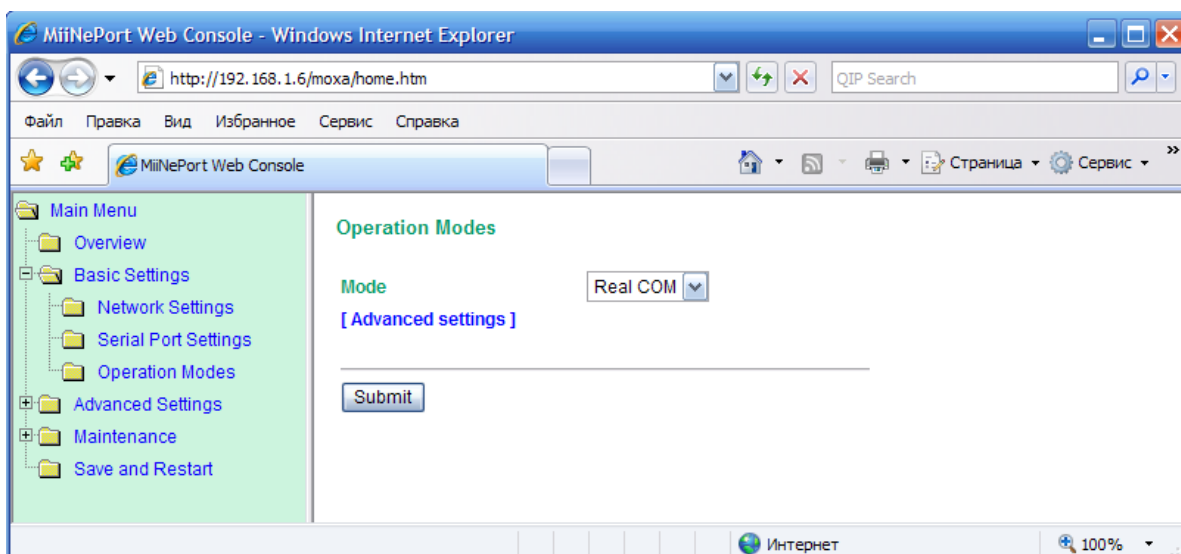 MiiNePort Web Console - Windows Internet Explorer
http://192.168.1.6/moxa/home.htm
QIP Search
Файл Правка Вид Избранное Сервис Справка
MiiNePort Web Console
Страница
Сервис
»
Main Menu
Overview
Basic Settings
Network Settings
Serial Port Settings
Operation Modes
Advanced Settings
Maintenance
Save and Restart
Operation Modes
Mode Real COM
[ Advanced settings ]
Submit
Интернет
100%